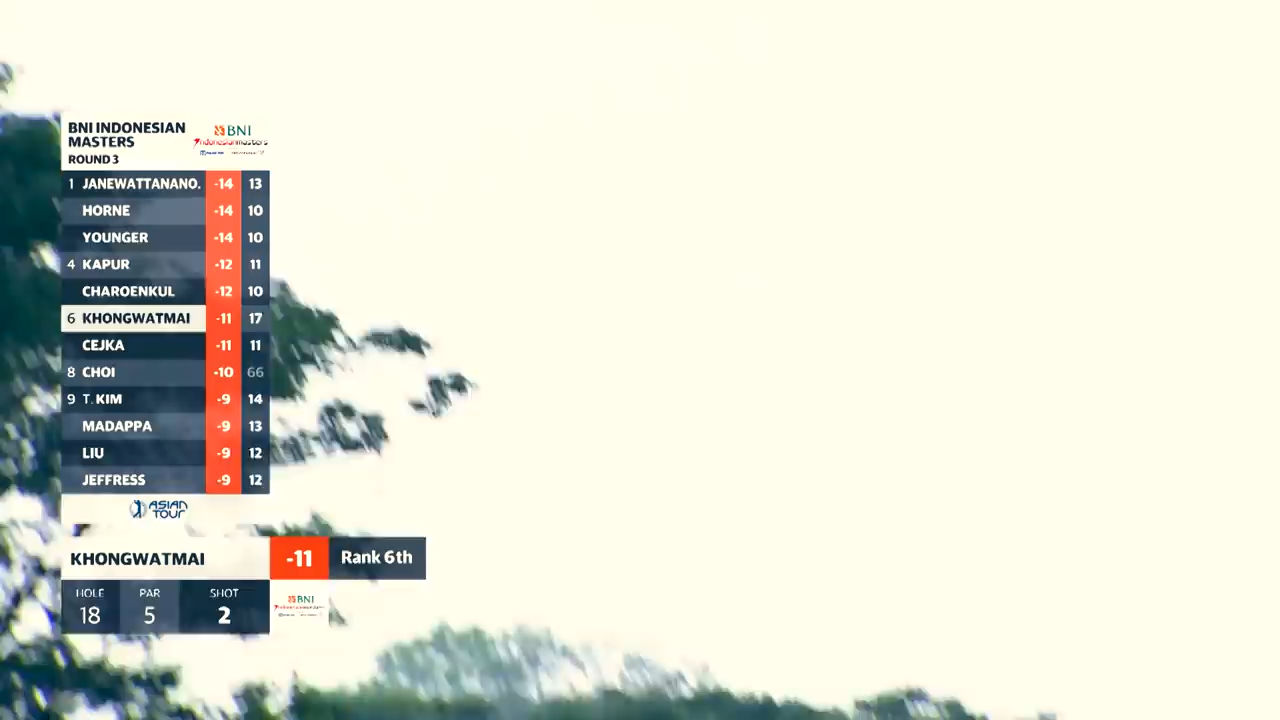 BNI INDONESIAN
MASTERS
ROUND 3
BNI
indonesianmasters
1 JANEWATTANANO. -14 13
HORNE -14 10
YOUNGER -14 10
4 KAPUR -12 11
CHAROENKUL -12 10
6 KHONGWATMAI -11 17
CEJKA -11 11
8 CHOI -10 66
9 T. KIM -9 14
MADAPPA -9 13
LIU -9 12
JEFFRESS -9 12
ASIAN
TOUR
KHONGWATMAI -11 Rank 6th
HOLE PAR SHOT
18 5 2
BNI
indonesianmasters